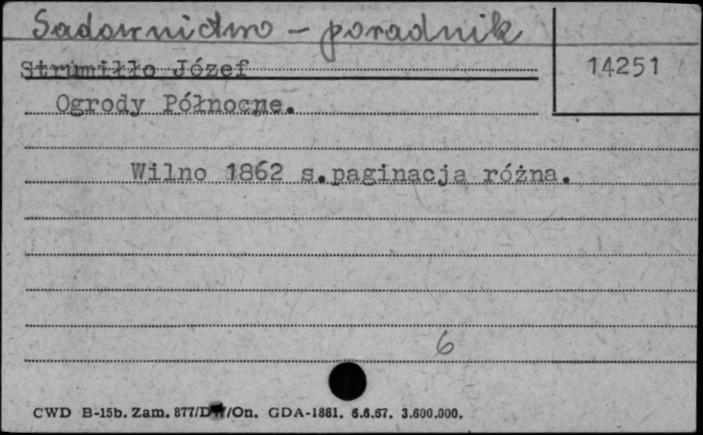 Sadownictwo - poradnik
14251
Strumiłło Józef
Ogrody Północne.
Wilno 1862 s.paginacja różna.
6
CWD B-15b. Zam. 877/DW/On. GDA-1881. 6.6.67. 3.600.000.